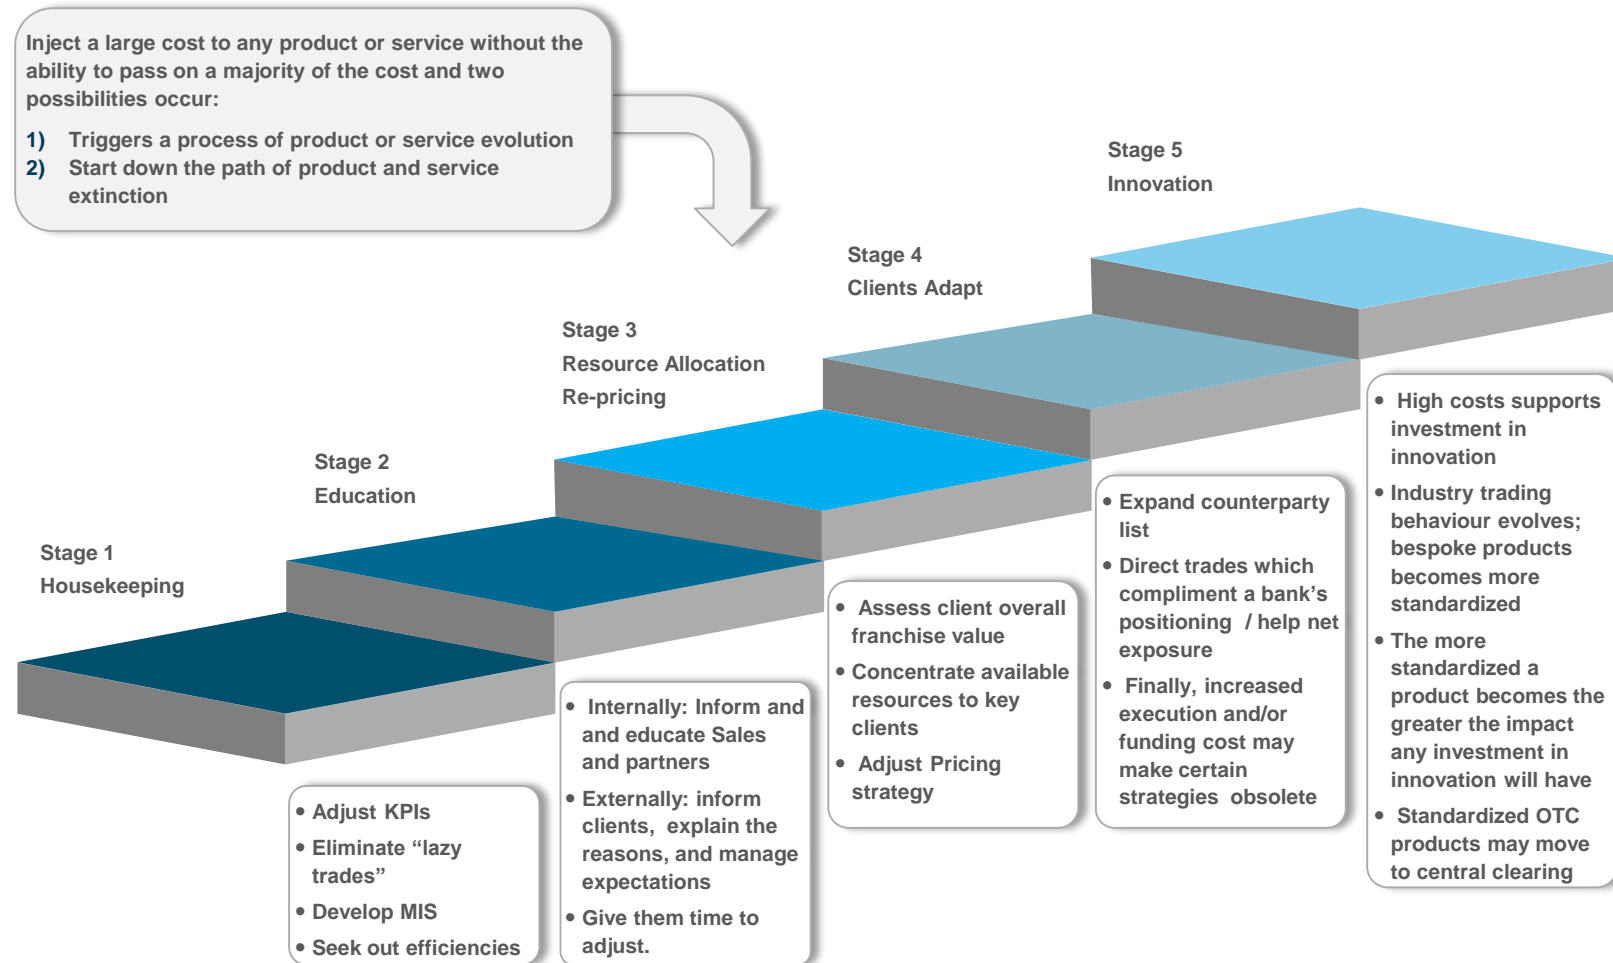 Inject a large cost to any product or service without the
ability to pass on a majority of the cost and two
possibilities occur:
1) Triggers a process of product or service evolution
2) Start down the path of product and service
extinction
Stage 1
Housekeeping
• Adjust KPIs
• Eliminate “lazy
trades”
• Develop MIS
• Seek out efficiencies
Stage 2
Education
• Internally: Inform and
and educate Sales
and partners
• Externally: inform
clients, explain the
reasons, and manage
expectations
• Give them time to
adjust.
Stage 3
Resource Allocation
Re-pricing
• Assess client overall
franchise value
• Concentrate available
resources to key
clients
• Adjust Pricing
strategy
Stage 4
Clients Adapt
• Expand counterparty
list
• Direct trades which
compliment a bank’s
positioning / help net
exposure
• Finally, increased
execution and/or
funding cost may
make certain
strategies obsolete
Stage 5
Innovation
• High costs supports
investment in
innovation
• Industry trading
behaviour evolves;
bespoke products
becomes more
standardized
• The more
standardized a
product becomes the
greater the impact
any investment in
innovation will have
• Standardized OTC
products may move
to central clearing